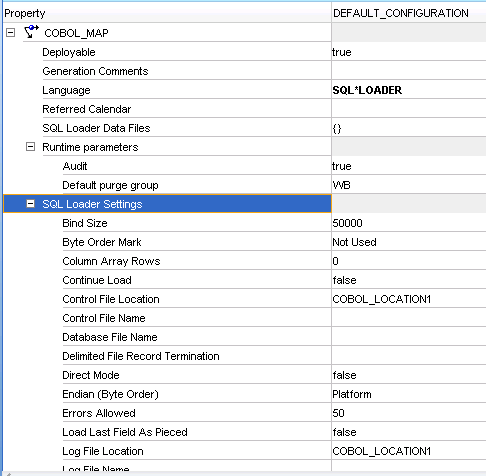 Property DEFAULT_CONFIGURATION
COBOL_MAP
Deployable true
Generation Comments
Language SQL*LOADER
Referred Calendar
SQL Loader Data Files {}
Runtime parameters
Audit true
Default purge group WB
SQL Loader Settings
Bind Size 50000
Byte Order Mark Not Used
Column Array Rows 0
Continue Load false
Control File Location COBOL_LOCATION1
Control File Name
Database File Name
Delimited File Record Termination
Direct Mode false
Endian (Byte Order) Platform
Errors Allowed 50
Load Last Field As Pieced false
Log File Location COBOL_LOCATION1
Log File Name